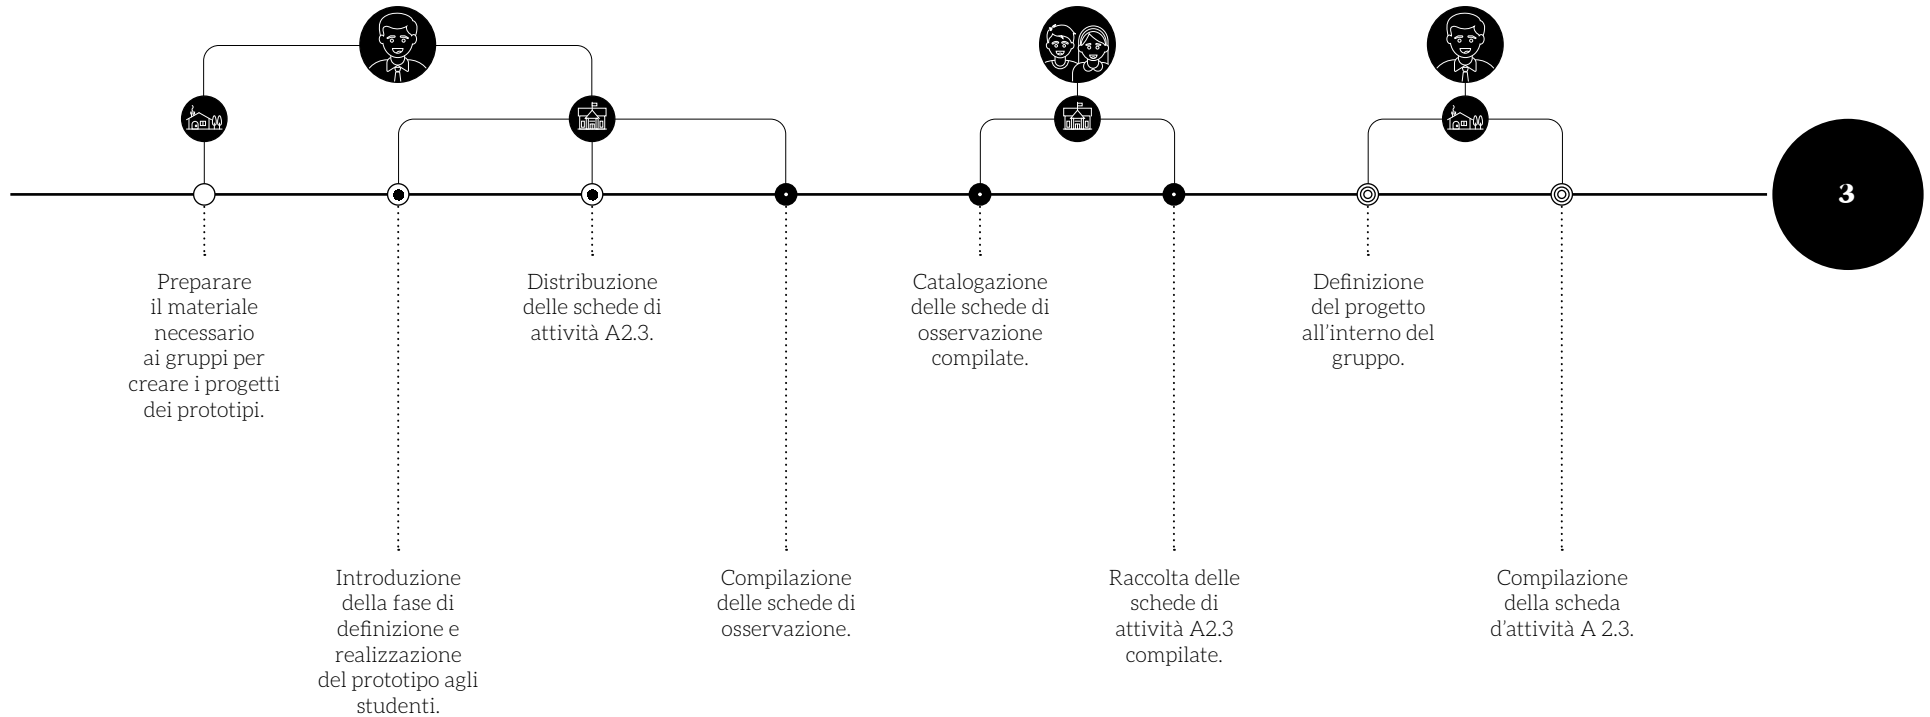 3
Preparare
il materiale
necessario
ai gruppi per
creare i progetti
dei prototipi.
Introduzione
della fase di
definizione e
realizzazione
del prototipo agli
studenti.
Distribuzione
delle schede di
attività A2.3.
Compilazione
delle schede di
osservazione.
Catalogazione
delle schede di
osservazione
compilate.
Raccolta delle
schede di
attività A2.3
compilate.
Definizione
del progetto
all'interno del
gruppo.
Compilazione
della scheda
d'attività A 2.3.